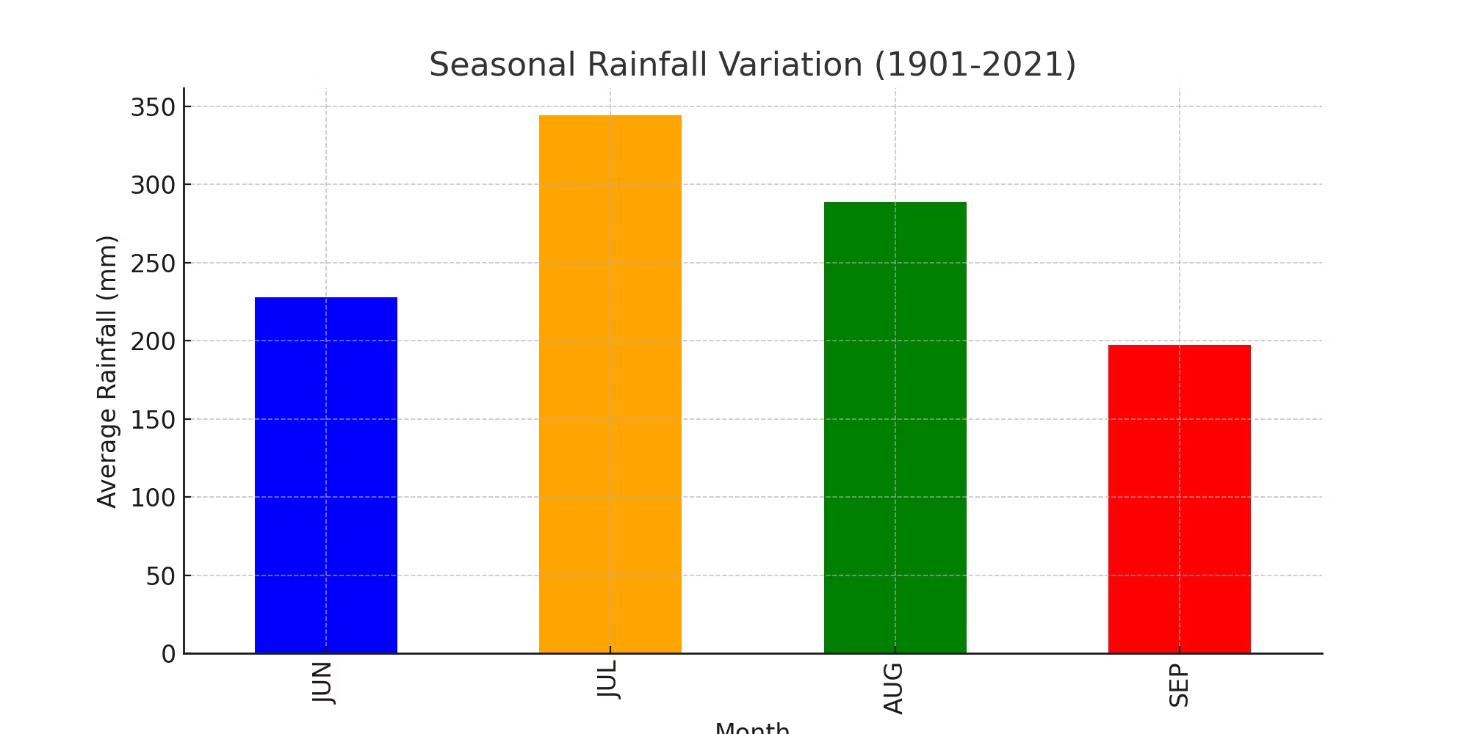 Seasonal Rainfall Variation (1901-2021)
Average Rainfall (mm)
350
300
250
200
150
100
50
0
JUN
JUL
AUG
SEP
Month